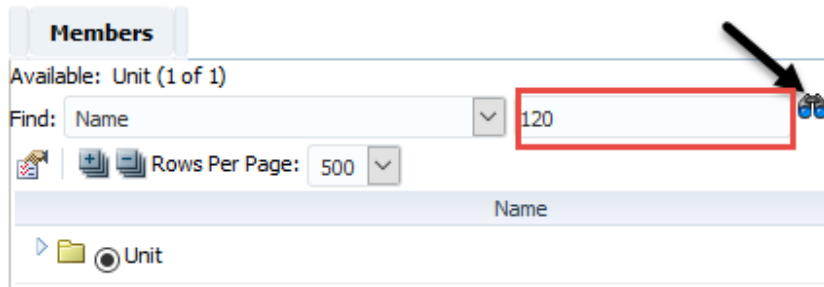 Members
Available: Unit (1 of 1)
Find: Name 120
Rows Per Page: 500
Name
Unit